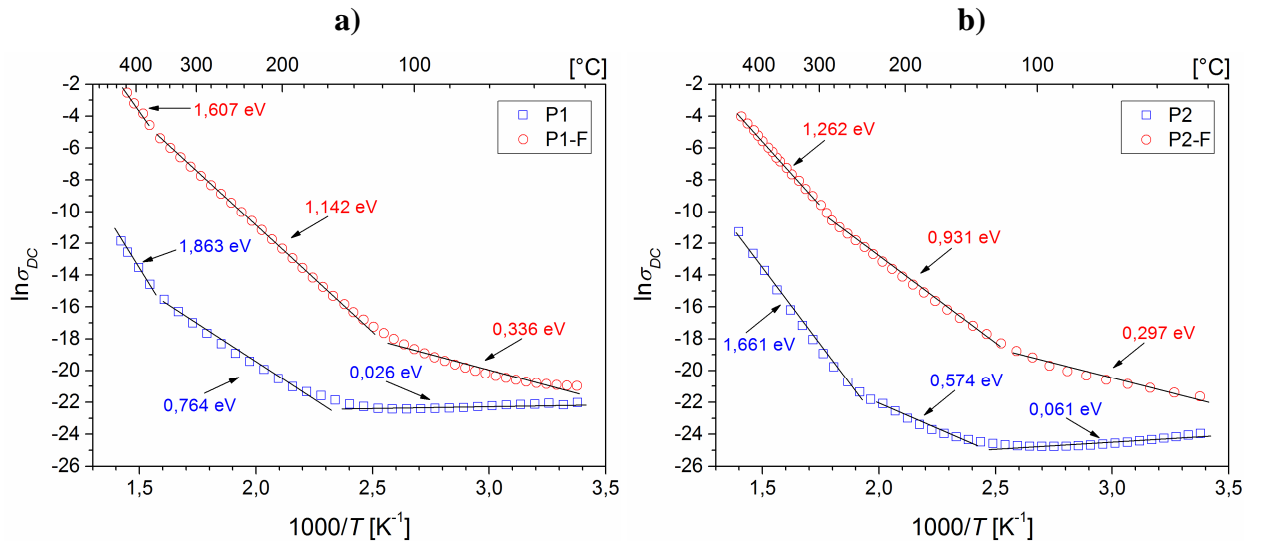 a)
400 300 200 100 [°C]
-2
-4
-6
-8
-10
-12
-14
-16
-18
-20
-22
-24
-26
lnσDC
P1
P1-F
1,607 eV
1,142 eV
1,863 eV
0,336 eV
0,026 eV
0,764 eV
1,5 2,0 2,5 3,0 3,5
1000/T [K-1]
b)
400 300 200 100 [°C]
-2
-4
-6
-8
-10
-12
-14
-16
-18
-20
-22
-24
-26
lnσDC
P2
P2-F
1,262 eV
0,931 eV
0,297 eV
1,661 eV
0,574 eV
0,061 eV
1,5 2,0 2,5 3,0 3,5
1000/T [K-1]